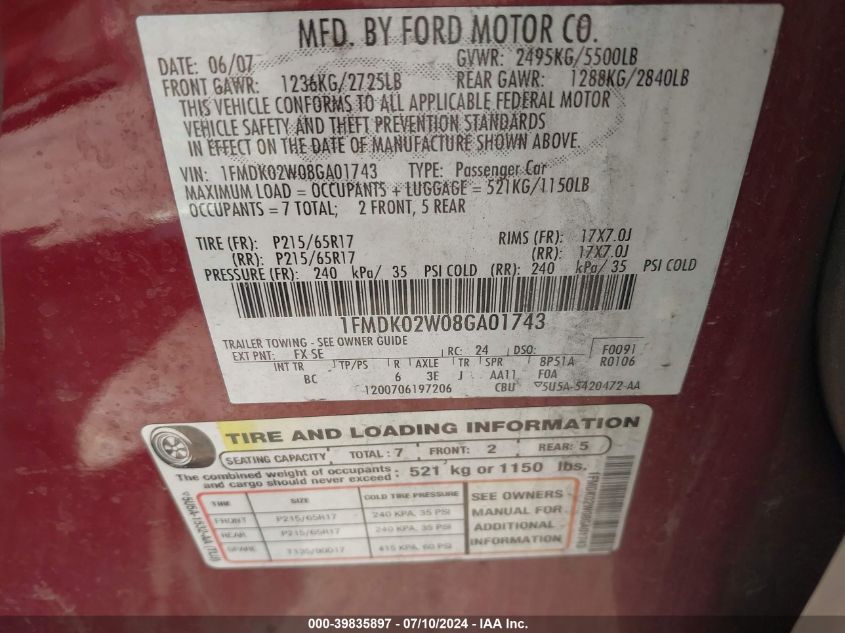 MFD. BY FORD MOTOR CO.
DATE: 06/07 GVWR: 2495KG/5500LB
FRONT GAWR: 1236KG/2725LB REAR GAWR: 1288KG/2840LB
THIS VEHICLE CONFORMS TO ALL APPLICABLE FEDERAL MOTOR
VEHICLE SAFETY AND THEFT PREVENTION STANDARDS
IN EFFECT ON THE DATE OF MANUFACTURE SHOWN ABOVE.
VIN: 1FMDK02W08GA01743 TYPE: Passenger Car
MAXIMUM LOAD = OCCUPANTS + LUGGAGE = 521KG/1150LB
OCCUPANTS = 7 TOTAL; 2 FRONT, 5 REAR
TIRE (FR): P215/65R17 RIMS (FR): 17X7.0J
(RR): P215/65R17 (RR): 17X7.0J
PRESSURE (FR): 240 kPa/ 35 PSI COLD (RR): 240 kPa/ 35 PSI COLD
1FMDK02W08GA01743
TRAILER TOWING - SEE OWNER GUIDE
EXT PNT: FX SE RC: 24 DSO: F0091
INT TR TP/PS R AXLE TR SPR BPS1A R0106
BC 6 3E J AA11 FOA
1200706197206 CBU 5U5A-5420472-AA
TIRE AND LOADING INFORMATION
SEATING CAPACITY TOTAL : 7 FRONT: 2 REAR: 5
The combined weight of occupants and cargo should never exceed : 521 kg or 1150 lbs.
TIRE SIZE COLD TIRE PRESSURE
FRONT P215/65R17 240 KPA, 35 PSI
REAR P215/65R17 240 KPA, 35 PSI
SPARE 415 KPA, 60 PSI
SEE OWNERS
MANUAL FOR
ADDITIONAL
INFORMATION
1FMDK02W08GA01743
000-39835897 - 07/10/2024 - IAA Inc.